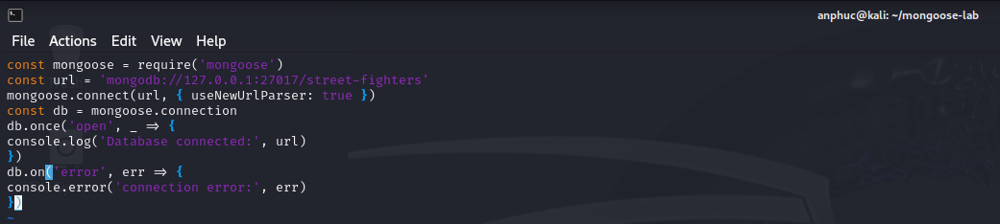 anphuc@kali: ~/mongoose-lab
File Actions Edit View Help
const mongoose = require('mongoose')
const url = 'mongodb://127.0.0.1:27017/street-fighters'
mongoose.connect(url, { useNewUrlParser: true })
const db = mongoose.connection
db.once('open', _ => {
console.log('Database connected:', url)
})
db.on('error', err => {
console.error('connection error:', err)
})
~